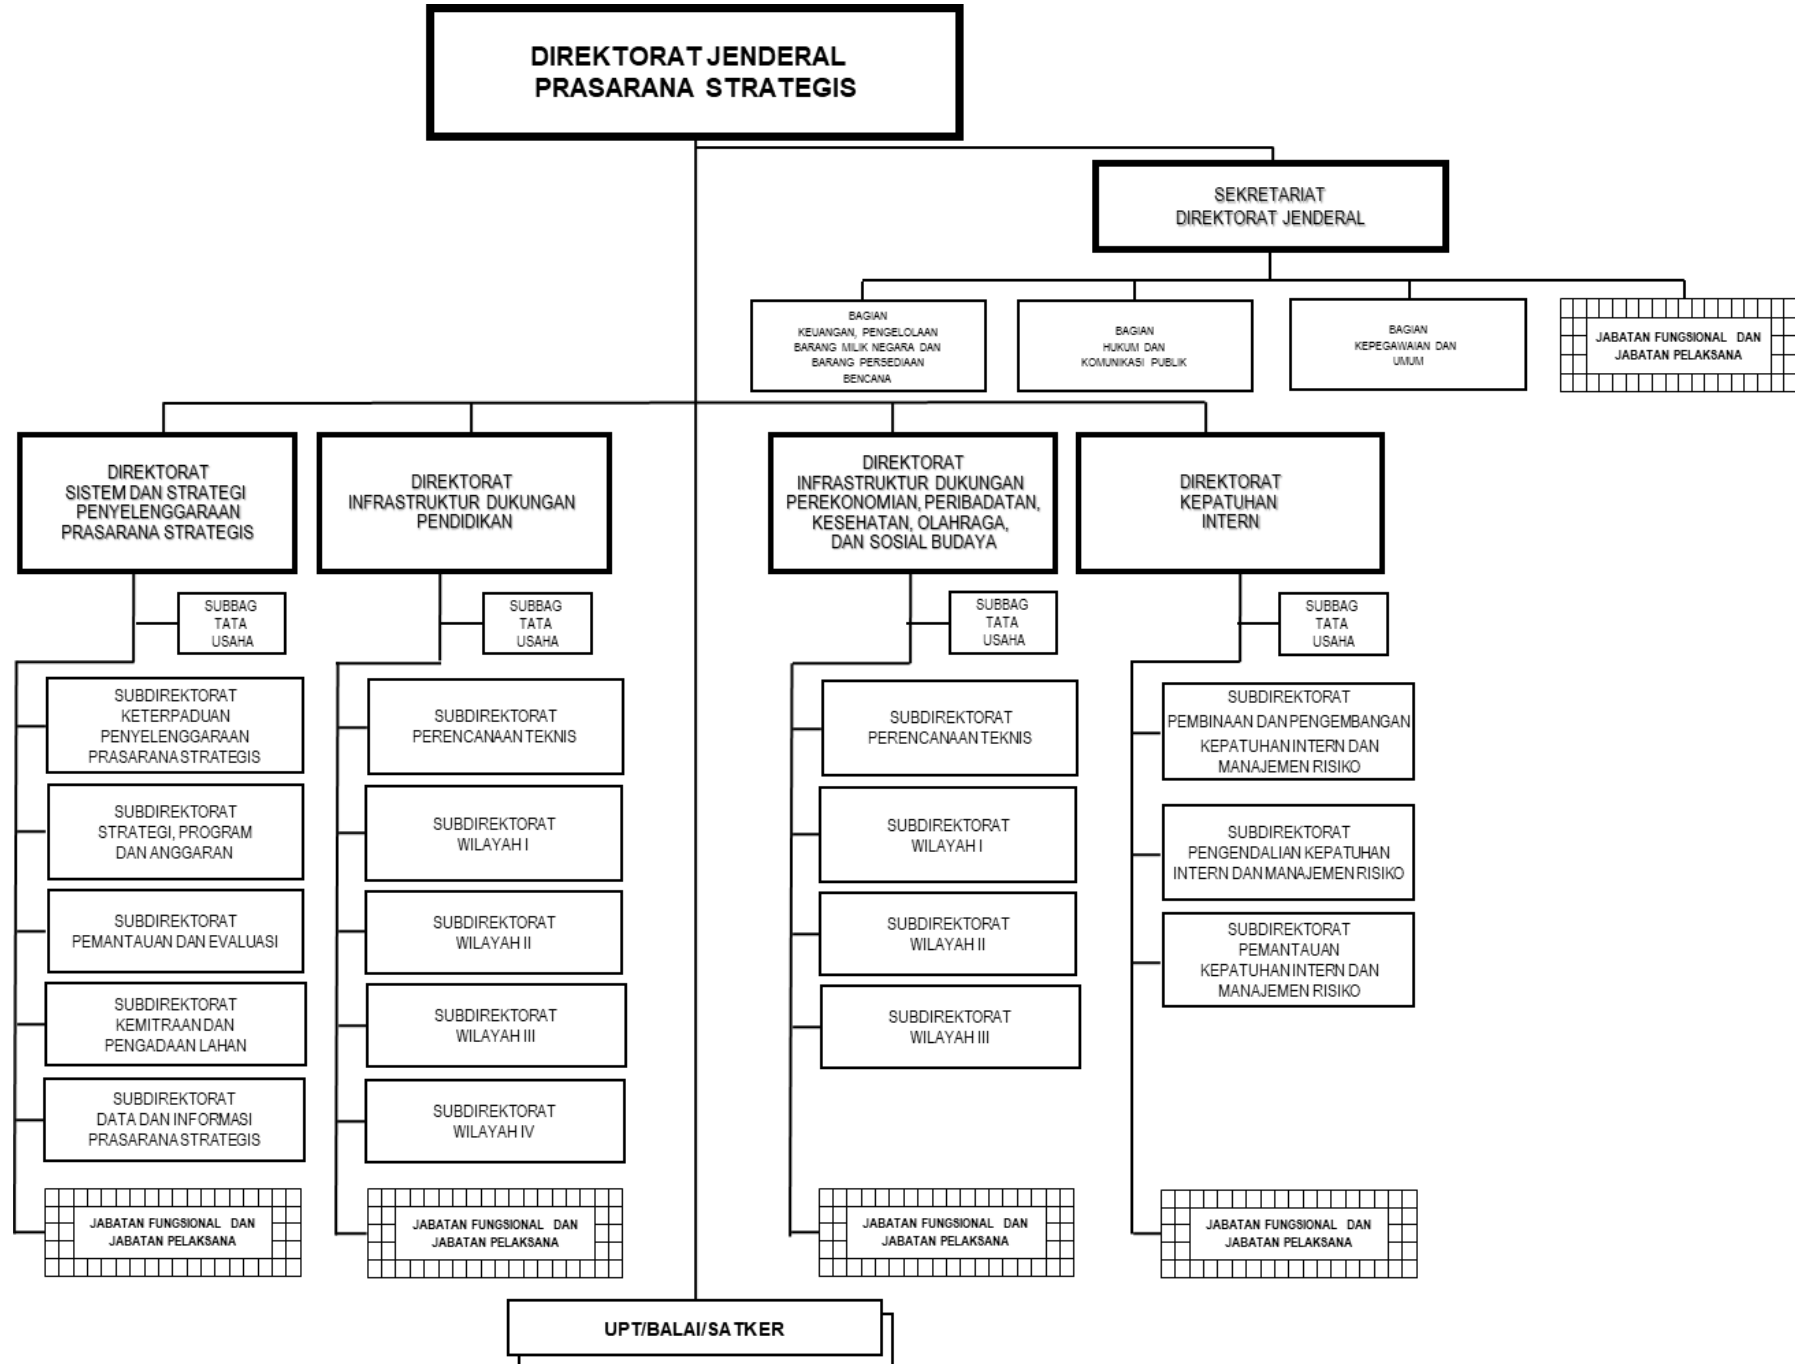 DIREKTORAT JENDERAL
PRASARANA STRATEGIS
SEKRETARIAT
DIREKTORAT JENDERAL
BAGIAN
KEUANGAN, PENGELOLAAN
BARANG MILIK NEGARA DAN
BARANG PERSEDIAAN
BENCANA
BAGIAN
HUKUM DAN
KOMUNIKASI PUBLIK
BAGIAN
KEPEGAWAIAN DAN
UMUM
JABATAN FUNGSIONAL DAN
JABATAN PELAKSANA
DIREKTORAT
SISTEM DAN STRATEGI
PENYELENGGARAAN
PRASARANA STRATEGIS
DIREKTORAT
INFRASTRUKTUR DUKUNGAN
PENDIDIKAN
DIREKTORAT
INFRASTRUKTUR DUKUNGAN
PEREKONOMIAN, PERIBADATAN,
KESEHATAN, OLAHRAGA,
DAN SOSIAL BUDAYA
DIREKTORAT
KEPATUHAN
INTERN
SUBBAG
TATA
USAHA
SUBBAG
TATA
USAHA
SUBBAG
TATA
USAHA
SUBBAG
TATA
USAHA
SUBDIREKTORAT
KETERPADUAN
PENYELENGGARAAN
PRASARANA STRATEGIS
SUBDIREKTORAT
STRATEGI, PROGRAM
DAN ANGGARAN
SUBDIREKTORAT
PEMANTAUAN DAN EVALUASI
SUBDIREKTORAT
KEMITRAAN DAN
PENGADAAN LAHAN
SUBDIREKTORAT
DATA DAN INFORMASI
PRASARANA STRATEGIS
JABATAN FUNGSIONAL DAN
JABATAN PELAKSANA
SUBDIREKTORAT
PERENCANAAN TEKNIS
SUBDIREKTORAT
WILAYAH I
SUBDIREKTORAT
WILAYAH II
SUBDIREKTORAT
WILAYAH III
SUBDIREKTORAT
WILAYAH IV
JABATAN FUNGSIONAL DAN
JABATAN PELAKSANA
SUBDIREKTORAT
PERENCANAAN TEKNIS
SUBDIREKTORAT
WILAYAH I
SUBDIREKTORAT
WILAYAH II
SUBDIREKTORAT
WILAYAH III
JABATAN FUNGSIONAL DAN
JABATAN PELAKSANA
SUBDIREKTORAT
PEMBINAAN DAN PENGEMBANGAN
KEPATUHAN INTERN DAN
MANAJEMEN RISIKO
SUBDIREKTORAT
PENGENDALIAN KEPATUHAN
INTERN DAN MANAJEMEN RISIKO
SUBDIREKTORAT
PEMANTAUAN
KEPATUHAN INTERN DAN
MANAJEMEN RISIKO
JABATAN FUNGSIONAL DAN
JABATAN PELAKSANA
UPT/BALAI/SATKER